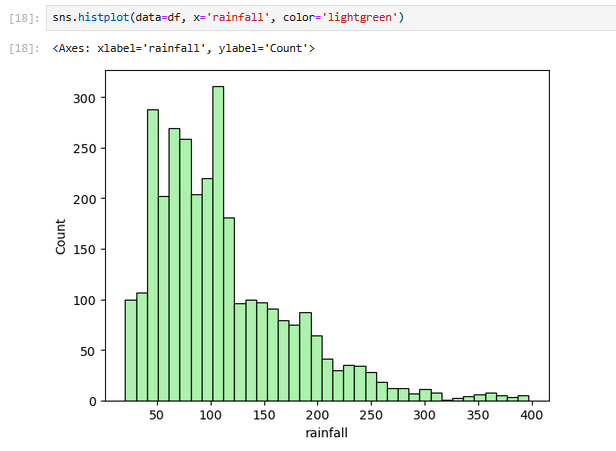 [18]: sns.histplot(data=df, x='rainfall', color='lightgreen')
[18]: <Axes: xlabel='rainfall', ylabel='Count'>
300
250
200
150
100
50
0
Count
50 100 150 200 250 300 350 400
rainfall